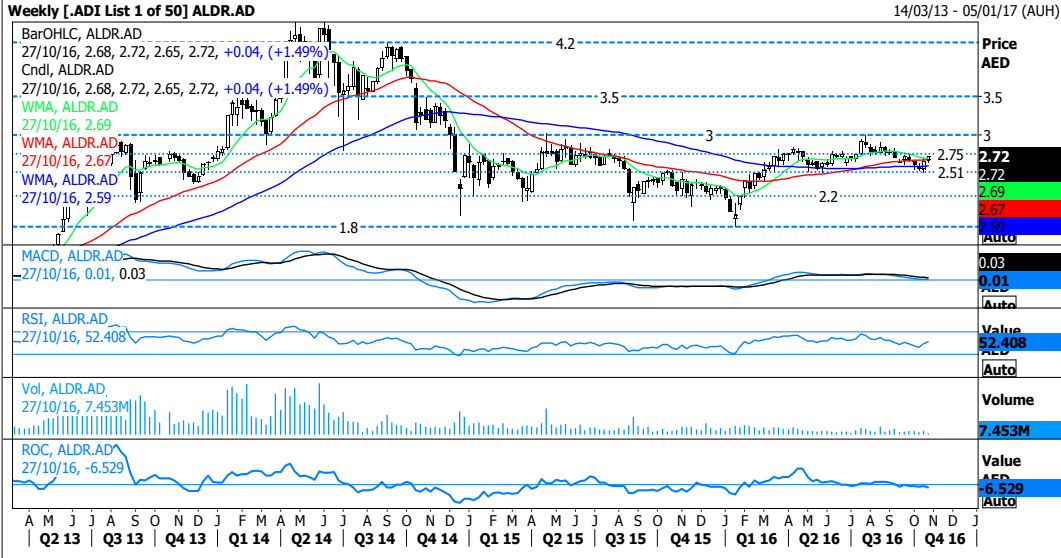 Weekly [.ADI List 1 of 50] ALDR.AD
14/03/13 - 05/01/17 (AUH)
BarOHLC, ALDR.AD
27/10/16, 2.68, 2.72, 2.65, 2.72, +0.04, (+1.49%)
Cndl, ALDR.AD
27/10/16, 2.68, 2.72, 2.65, 2.72, +0.04, (+1.49%)
WMA, ALDR.AD
27/10/16, 2.69
WMA, ALDR.AD
27/10/16, 2.67
WMA, ALDR.AD
27/10/16, 2.59
4.2
3.5
3
2.75
2.51
2.2
1.8
Price
AED
3.5
3
2.72
2.72
2.69
2.67
2.59
Auto
MACD, ALDR.AD
27/10/16, 0.01, 0.03
0.03
0.01
AED
Auto
RSI, ALDR.AD
27/10/16, 52.408
Value
52.408
AED
Auto
Vol, ALDR.AD
27/10/16, 7.453M
Volume
7.453M
ROC, ALDR.AD
27/10/16, -6.529
Value
AED
-6.529
Auto
A M J J A S O N D J F M A M J J A S O N D J F M A M J J A S O N D J F M A M J J A S O N D J
Q2 13 Q3 13 Q4 13 Q1 14 Q2 14 Q3 14 Q4 14 Q1 15 Q2 15 Q3 15 Q4 15 Q1 16 Q2 16 Q3 16 Q4 16